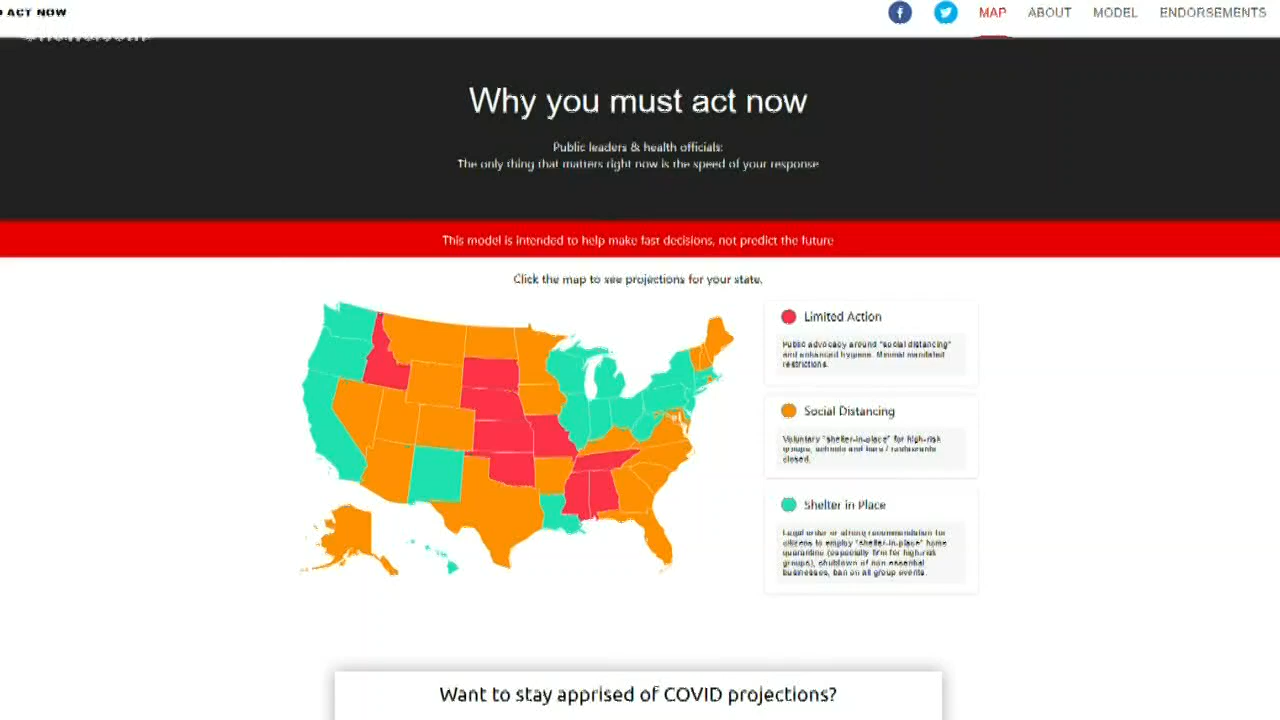 ACT NOW
MAP ABOUT MODEL ENDORSEMENTS
Why you must act now
Public leaders & health officials:
The only thing that matters right now is the speed of your response
This model is intended to help make fast decisions, not predict the future
Click the map to see projections for your state.
Limited Action
Public advocacy around "social distancing"
and enhanced hygiene. Minimal mandated
restrictions.
Social Distancing
Voluntary "shelter-in-place" for high-risk
groups, schools and bars / restaurants
closed.
Shelter in Place
Legal order or strong recommendation for
citizens to employ "shelter-in-place" home
quarantine (especially firm for high-risk
groups), shutdown of non essential
businesses, ban on all group events.
Want to stay apprised of COVID projections?